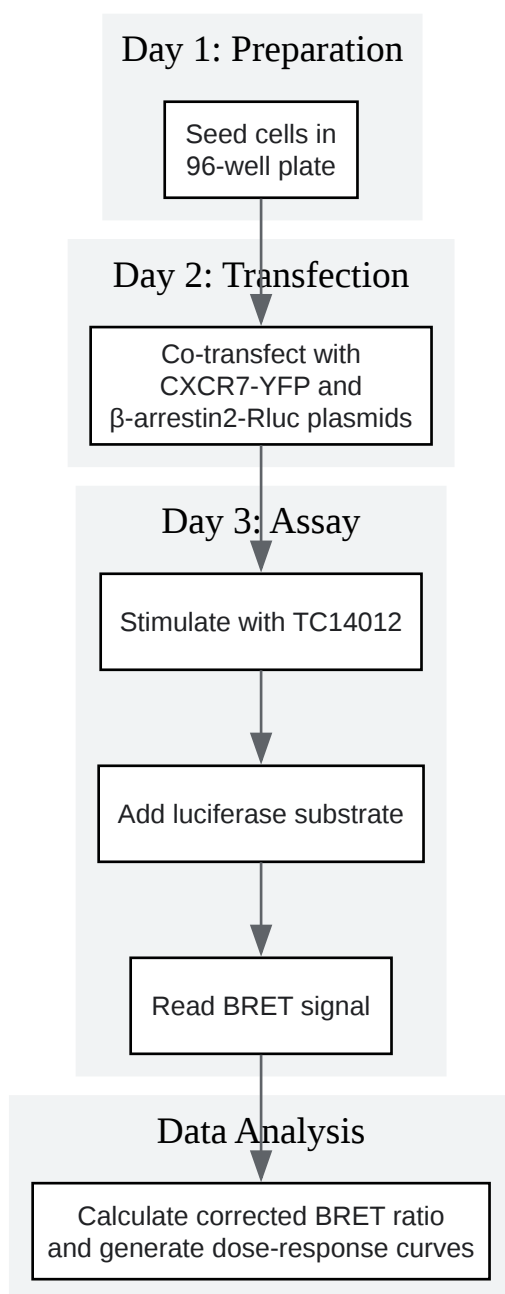 Day 1: Preparation
Seed cells in
96-well plate
Day 2: Transfection
Co-transfect with
CXCR7-YFP and
β-arrestin2-Rluc plasmids
Day 3: Assay
Stimulate with TC14012
Add luciferase substrate
Read BRET signal
Data Analysis
Calculate corrected BRET ratio
and generate dose-response curves